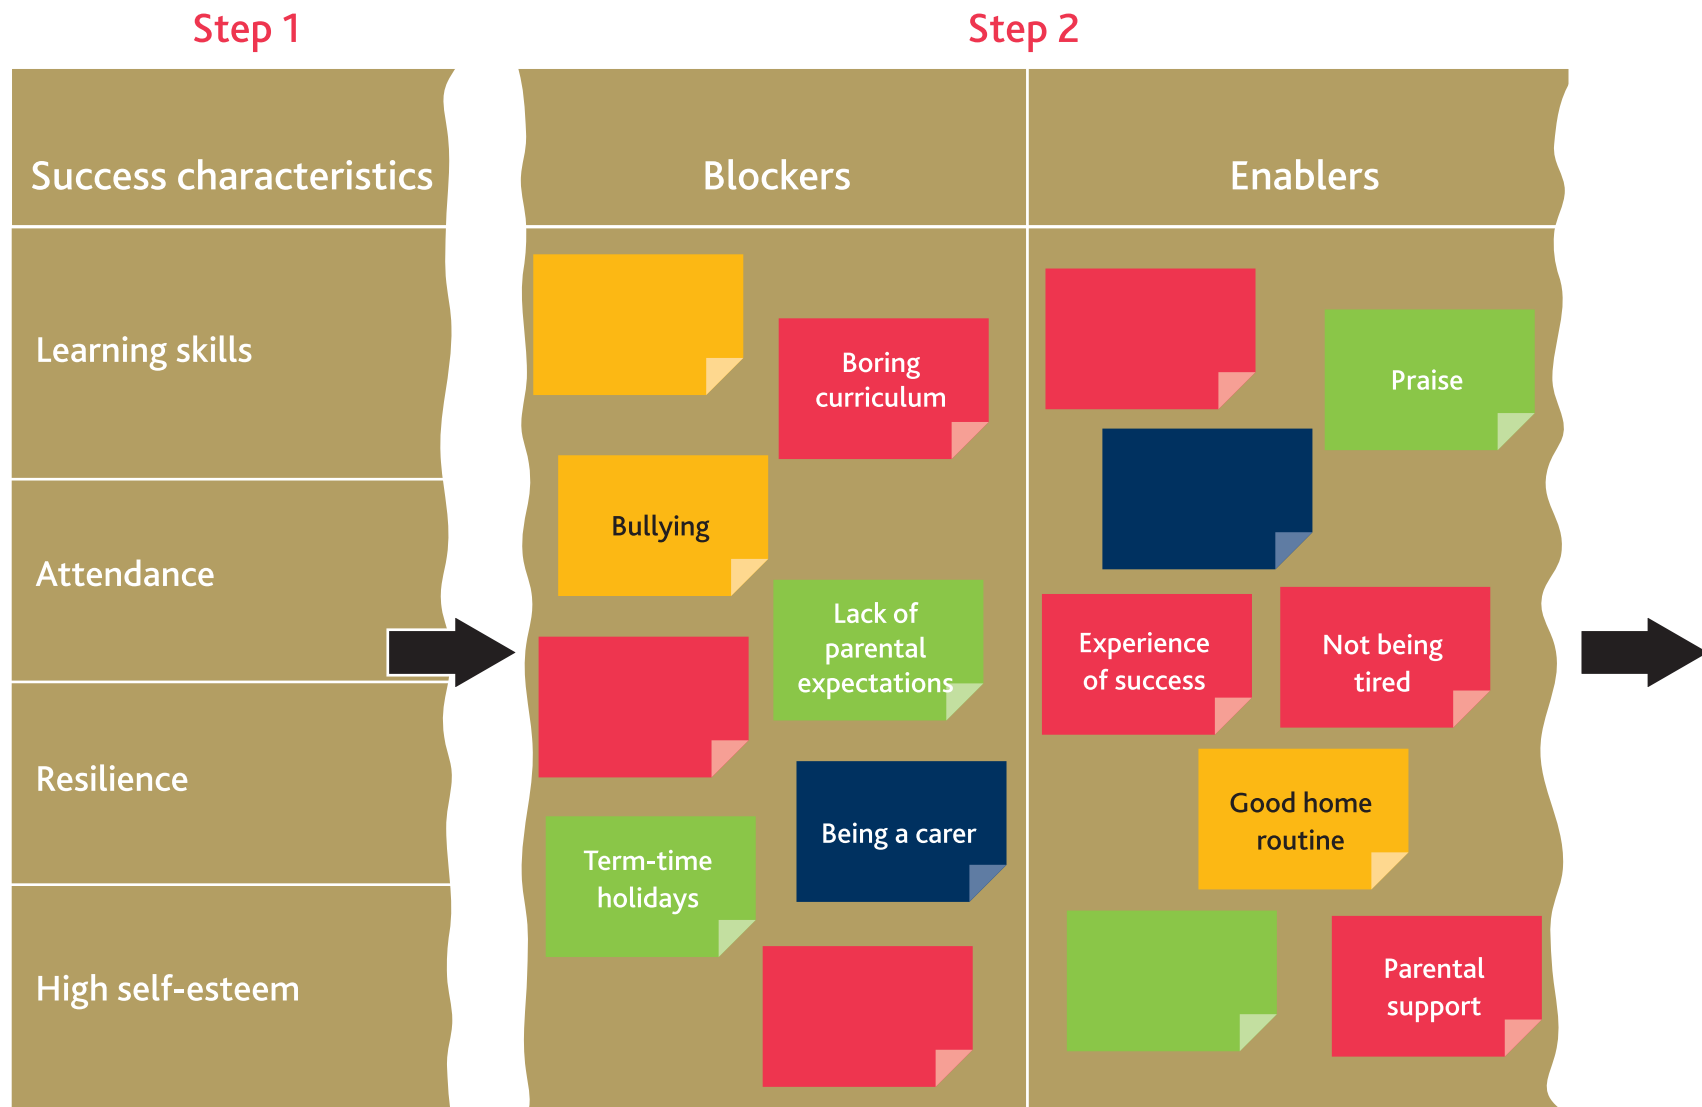 Step 1
Step 2
Success characteristics
Blockers
Enablers
Learning skills
Attendance
Resilience
High self-esteem
Boring
curriculum
Bullying
Lack of
parental
expectations
Being a carer
Term-time
holidays
Praise
Experience
of success
Not being
tired
Good home
routine
Parental
support